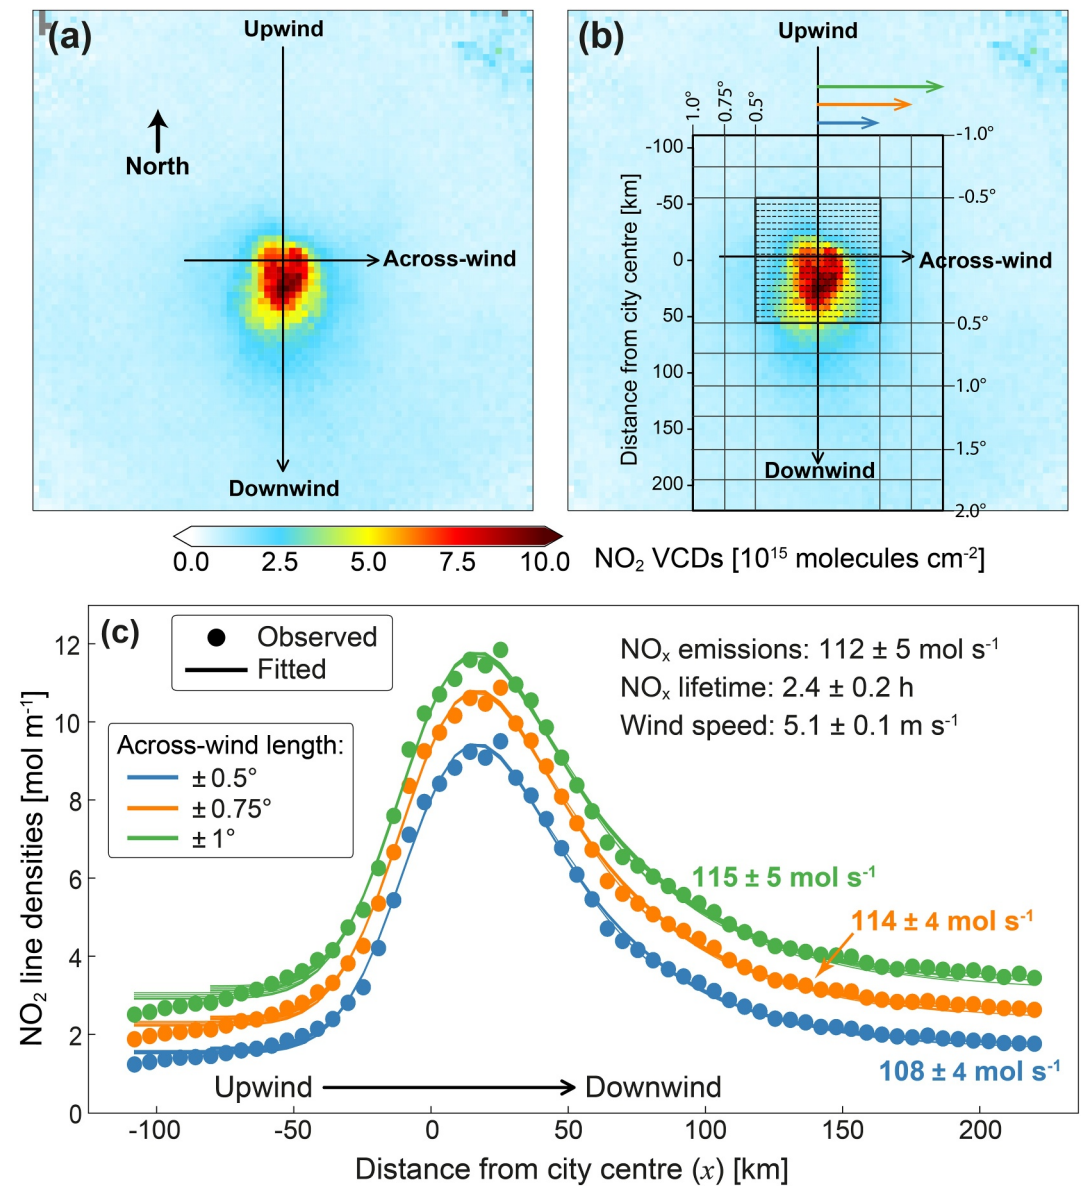 (a)
Upwind
North
Across-wind
Downwind
(b)
Upwind
1.0°
0.75°
0.5°
-1.0°
-0.5°
0.5°
1.0°
1.5°
2.0°
-100
-50
0
50
100
150
200
Distance from city centre [km]
Across-wind
Downwind
0.0 2.5 5.0 7.5 10.0
NO₂ VCDs [10¹⁵ molecules cm⁻²]
(c)
Observed
Fitted
Across-wind length:
± 0.5°
± 0.75°
± 1°
NOₓ emissions: 112 ± 5 mol s⁻¹
NOₓ lifetime: 2.4 ± 0.2 h
Wind speed: 5.1 ± 0.1 m s⁻¹
115 ± 5 mol s⁻¹
114 ± 4 mol s⁻¹
108 ± 4 mol s⁻¹
Upwind
Downwind
12
10
8
6
4
2
0
NO₂ line densities [mol m⁻¹]
-100 -50 0 50 100 150 200
Distance from city centre (x) [km]